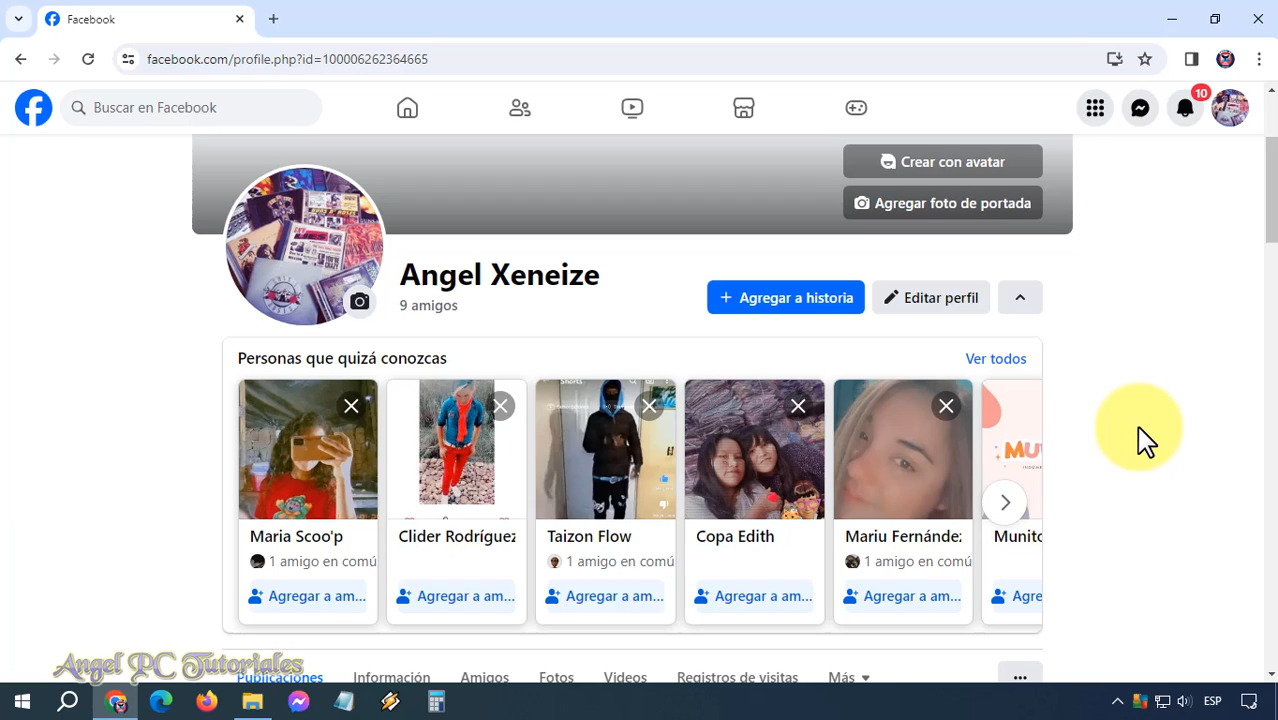 Facebook
facebook.com/profile.php?id=100006262364665
Buscar en Facebook
10
Crear con avatar
Agregar foto de portada
Angel Xeneize
9 amigos
Agregar a historia
Editar perfil
Personas que quizá conozcas
Ver todos
Maria Scoo'p
1 amigo en comú
Agregar a am...
Clider Rodríguez
Agregar a am...
Taizon Flow
1 amigo en comú
Agregar a am...
Copa Edith
Agregar a am...
Mariu Fernández
1 amigo en comú
Agregar a am...
Munito
Agre
Angel PC Tutoriales
Publicaciones
Información
Amigos
Fotos
Videos
Registros de visitas
Más
ESP